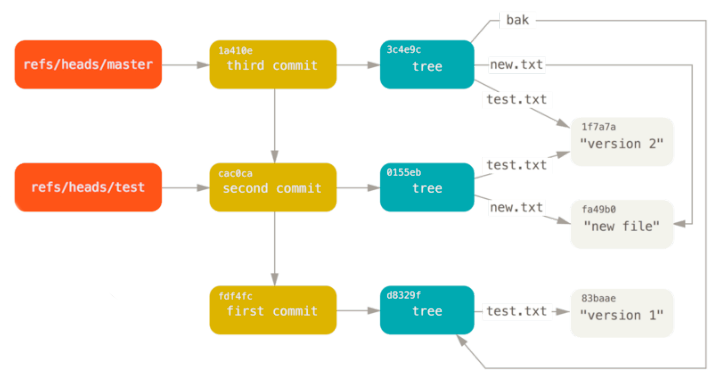 bak
1a410e
3c4e9c
refs/heads/master
third commit
tree
new.txt
test.txt
1f7a7a
"version 2"
cac0ca
0155eb
test.txt
refs/heads/test
second commit
tree
new.txt
fa49b0
"new file"
fdf4fc
d8329f
83baae
first commit
tree
test.txt
"version 1"